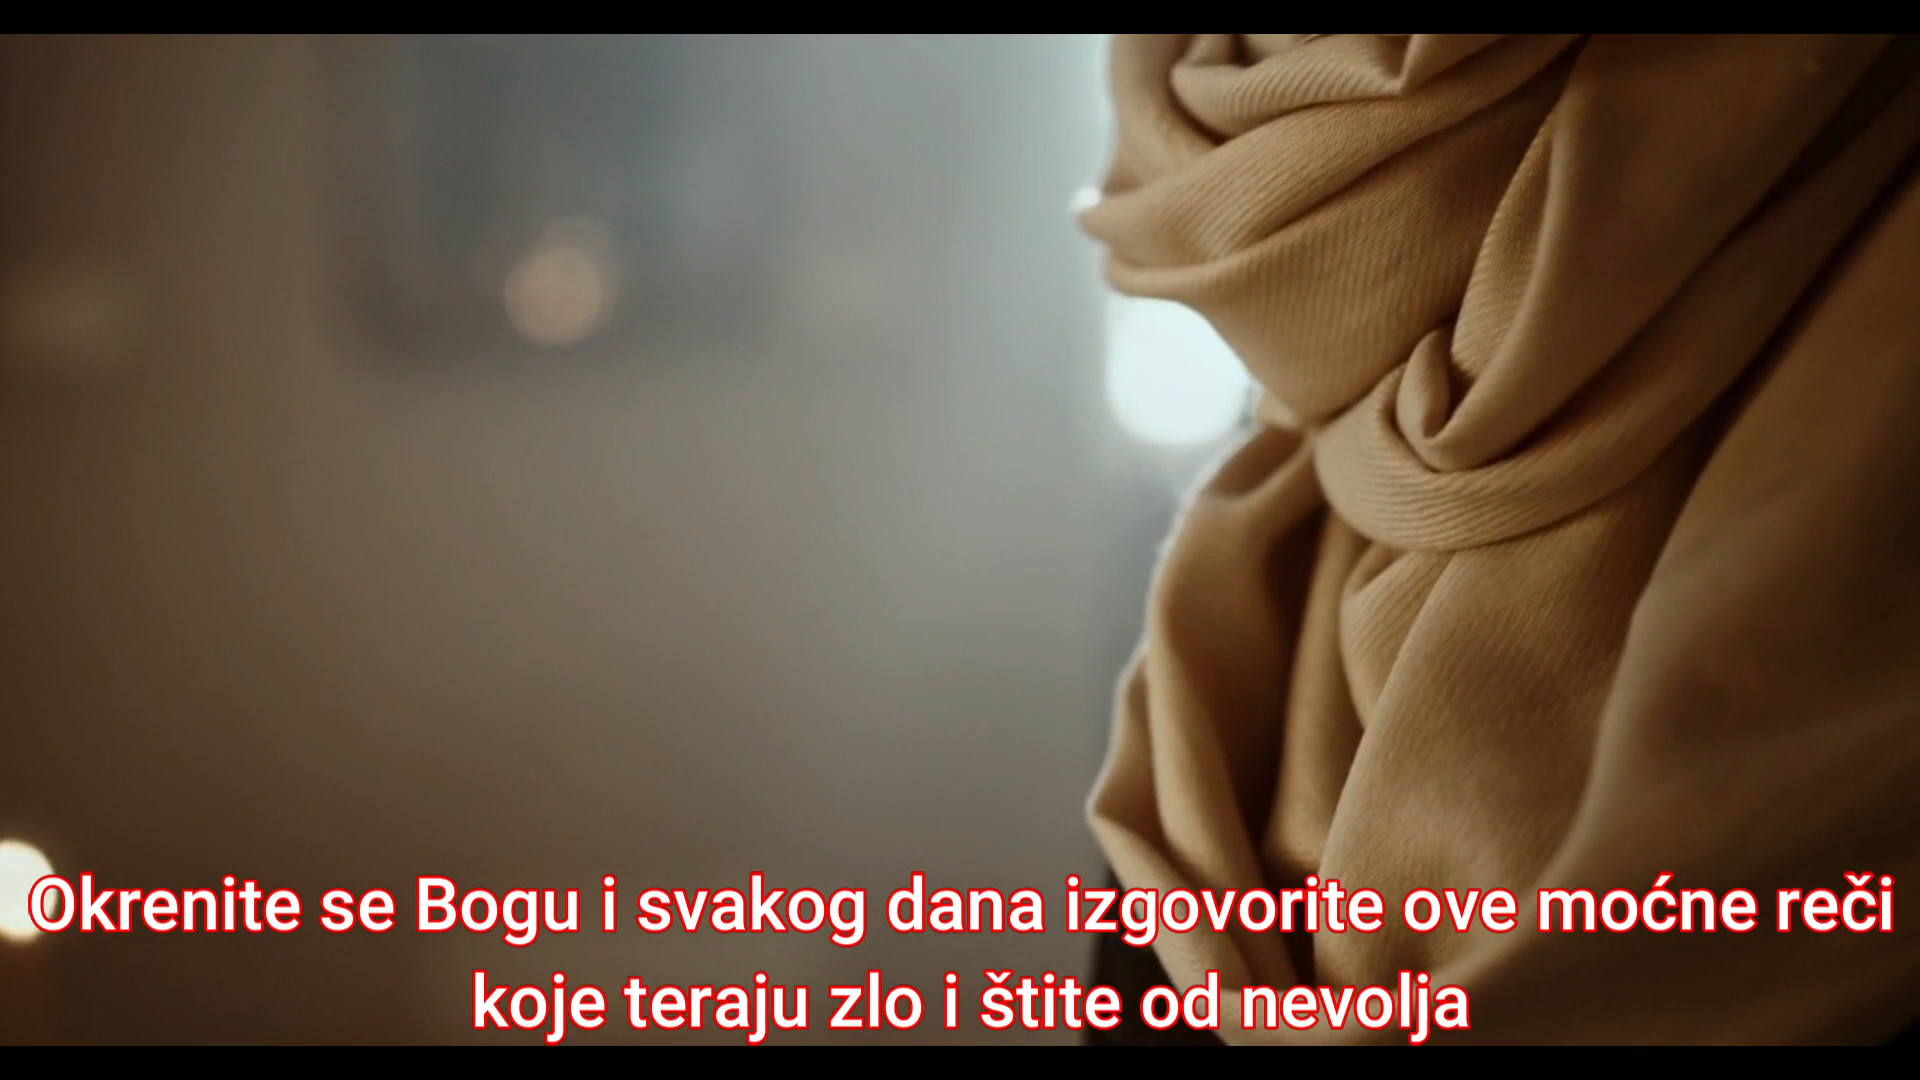 Okrenite se Bogu i svakog dana izgovorite ove moćne reči
koje teraju zlo i štite od nevolja